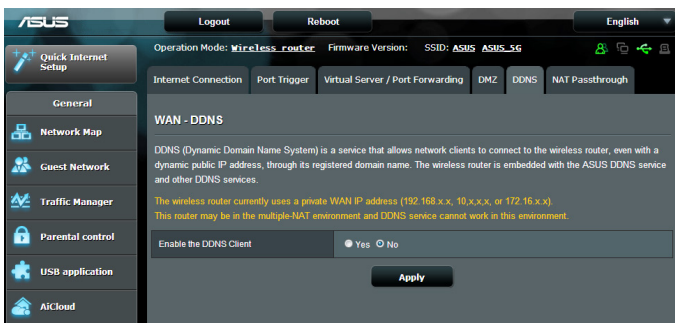 ASUS
Logout
Reboot
English
Quick Internet
Setup
Operation Mode: Wireless router Firmware Version: SSID: ASUS ASUS_5G
Internet Connection
Port Trigger
Virtual Server / Port Forwarding
DMZ
DDNS
NAT Passthrough
General
Network Map
Guest Network
Traffic Manager
Parental control
USB application
AiCloud
WAN - DDNS
DDNS (Dynamic Domain Name System) is a service that allows network clients to connect to the wireless router, even with a
dynamic public IP address, through its registered domain name. The wireless router is embedded with the ASUS DDNS service
and other DDNS services.
The wireless router currently uses a private WAN IP address (192.168.x.x, 10,x,x,x, or 172.16.x.x).
This router may be in the multiple-NAT environment and DDNS service cannot work in this environment.
Enable the DDNS Client
Yes No
Apply